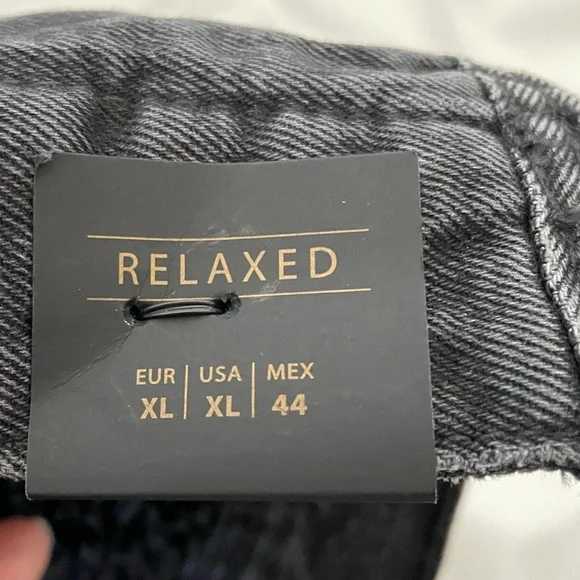 RELAXED
EUR | USA | MEX
XL | XL | 44